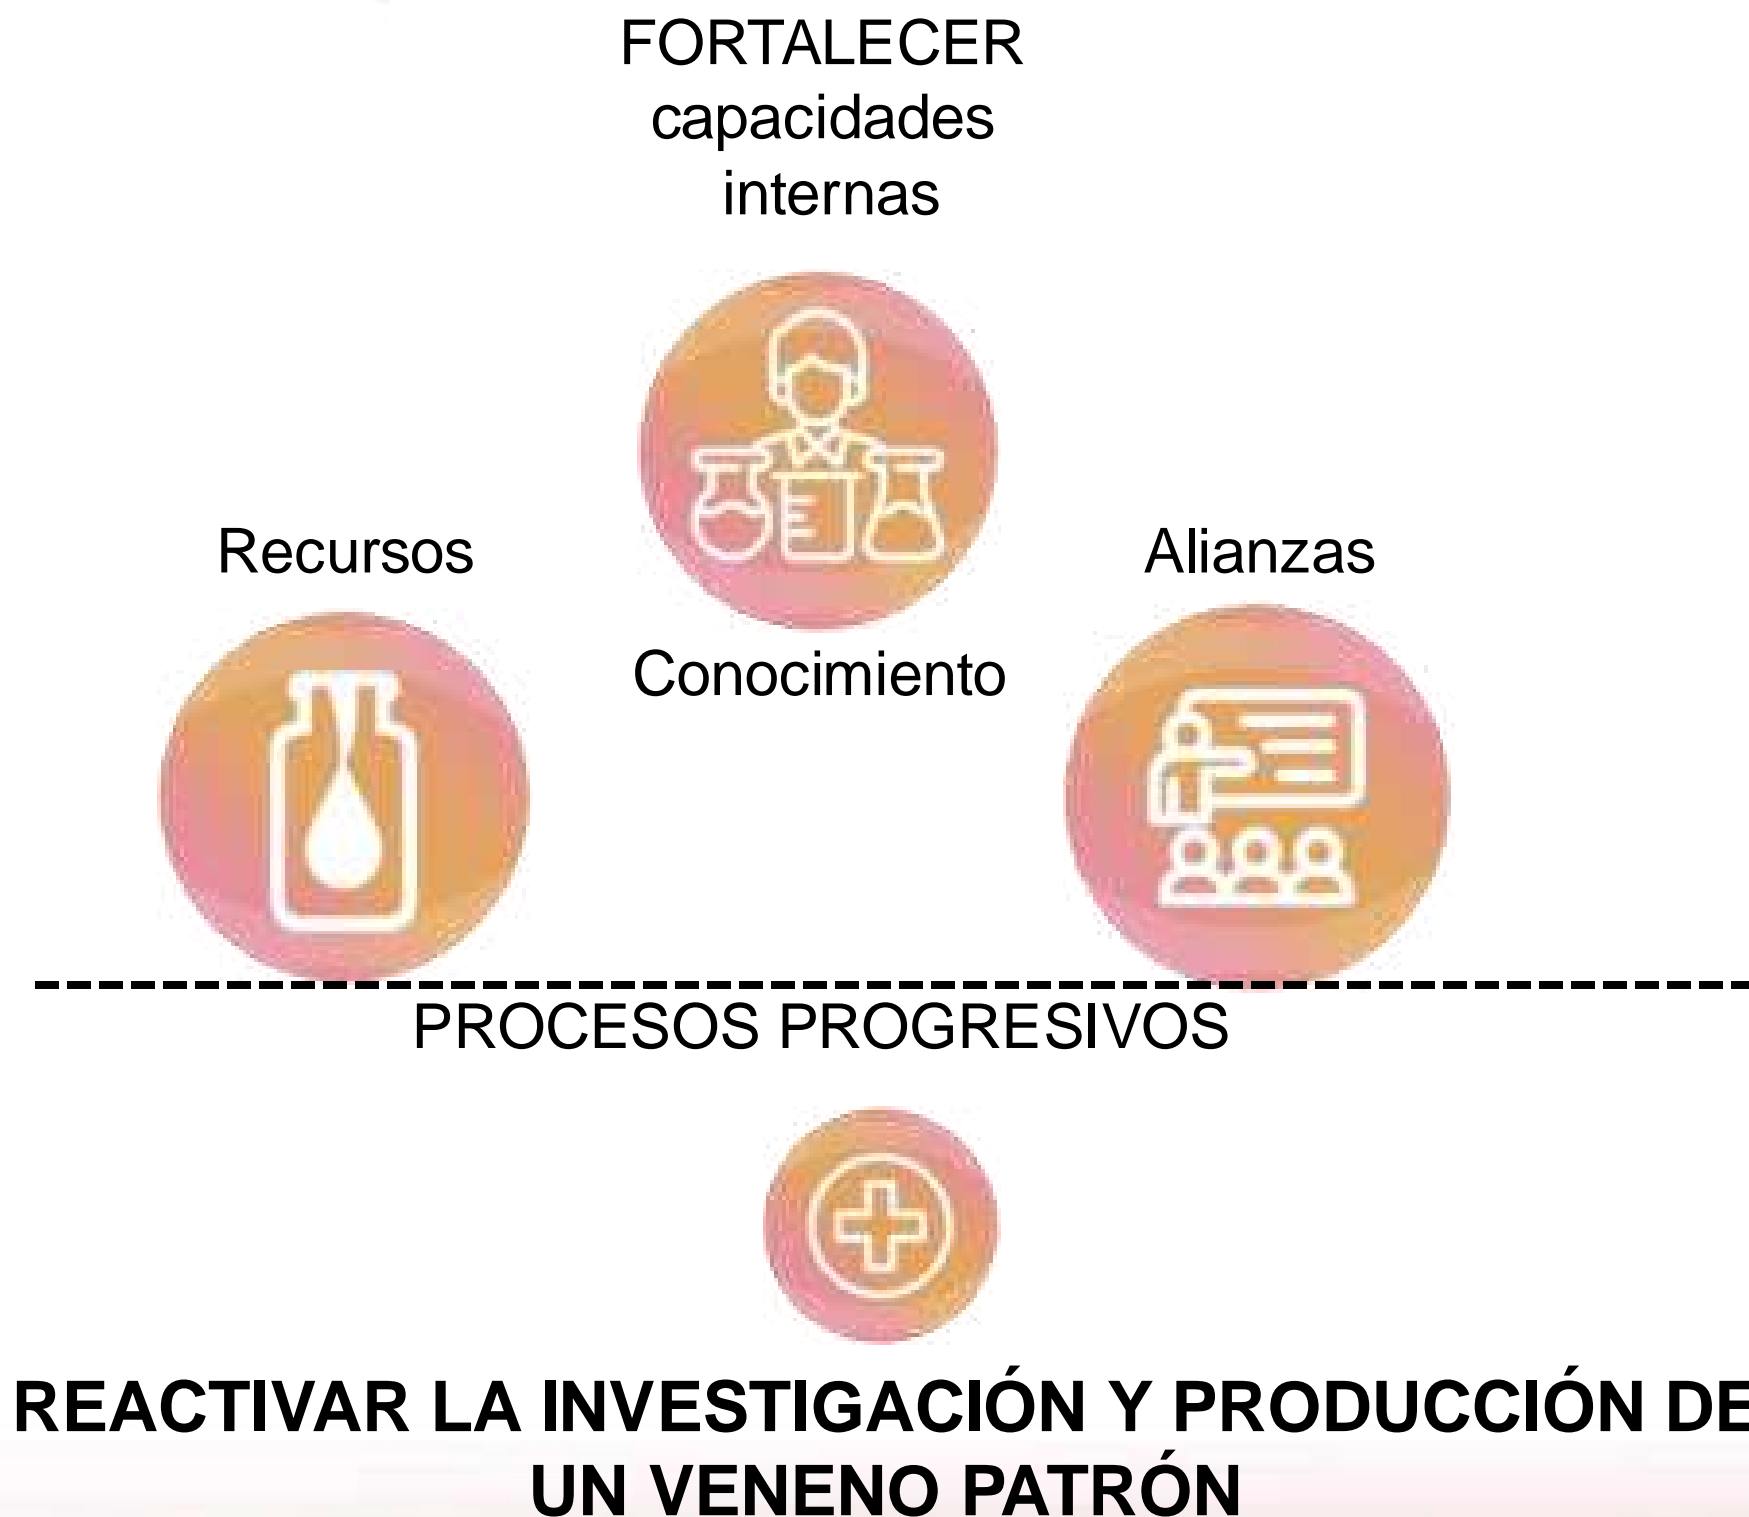 FORTALECER
capacidades
internas
Recursos
Alianzas
Conocimiento
PROCESOS PROGRESIVOS
REACTIVAR LA INVESTIGACIÓN Y PRODUCCIÓN DE
UN VENENO PATRÓN